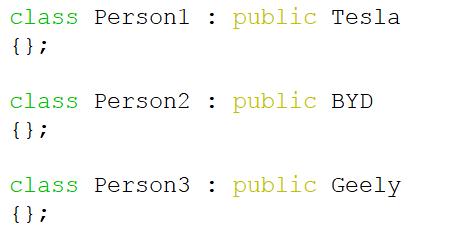 class Person1 : public Tesla
{};
class Person2 : public BYD
{};
class Person3 : public Geely
{};